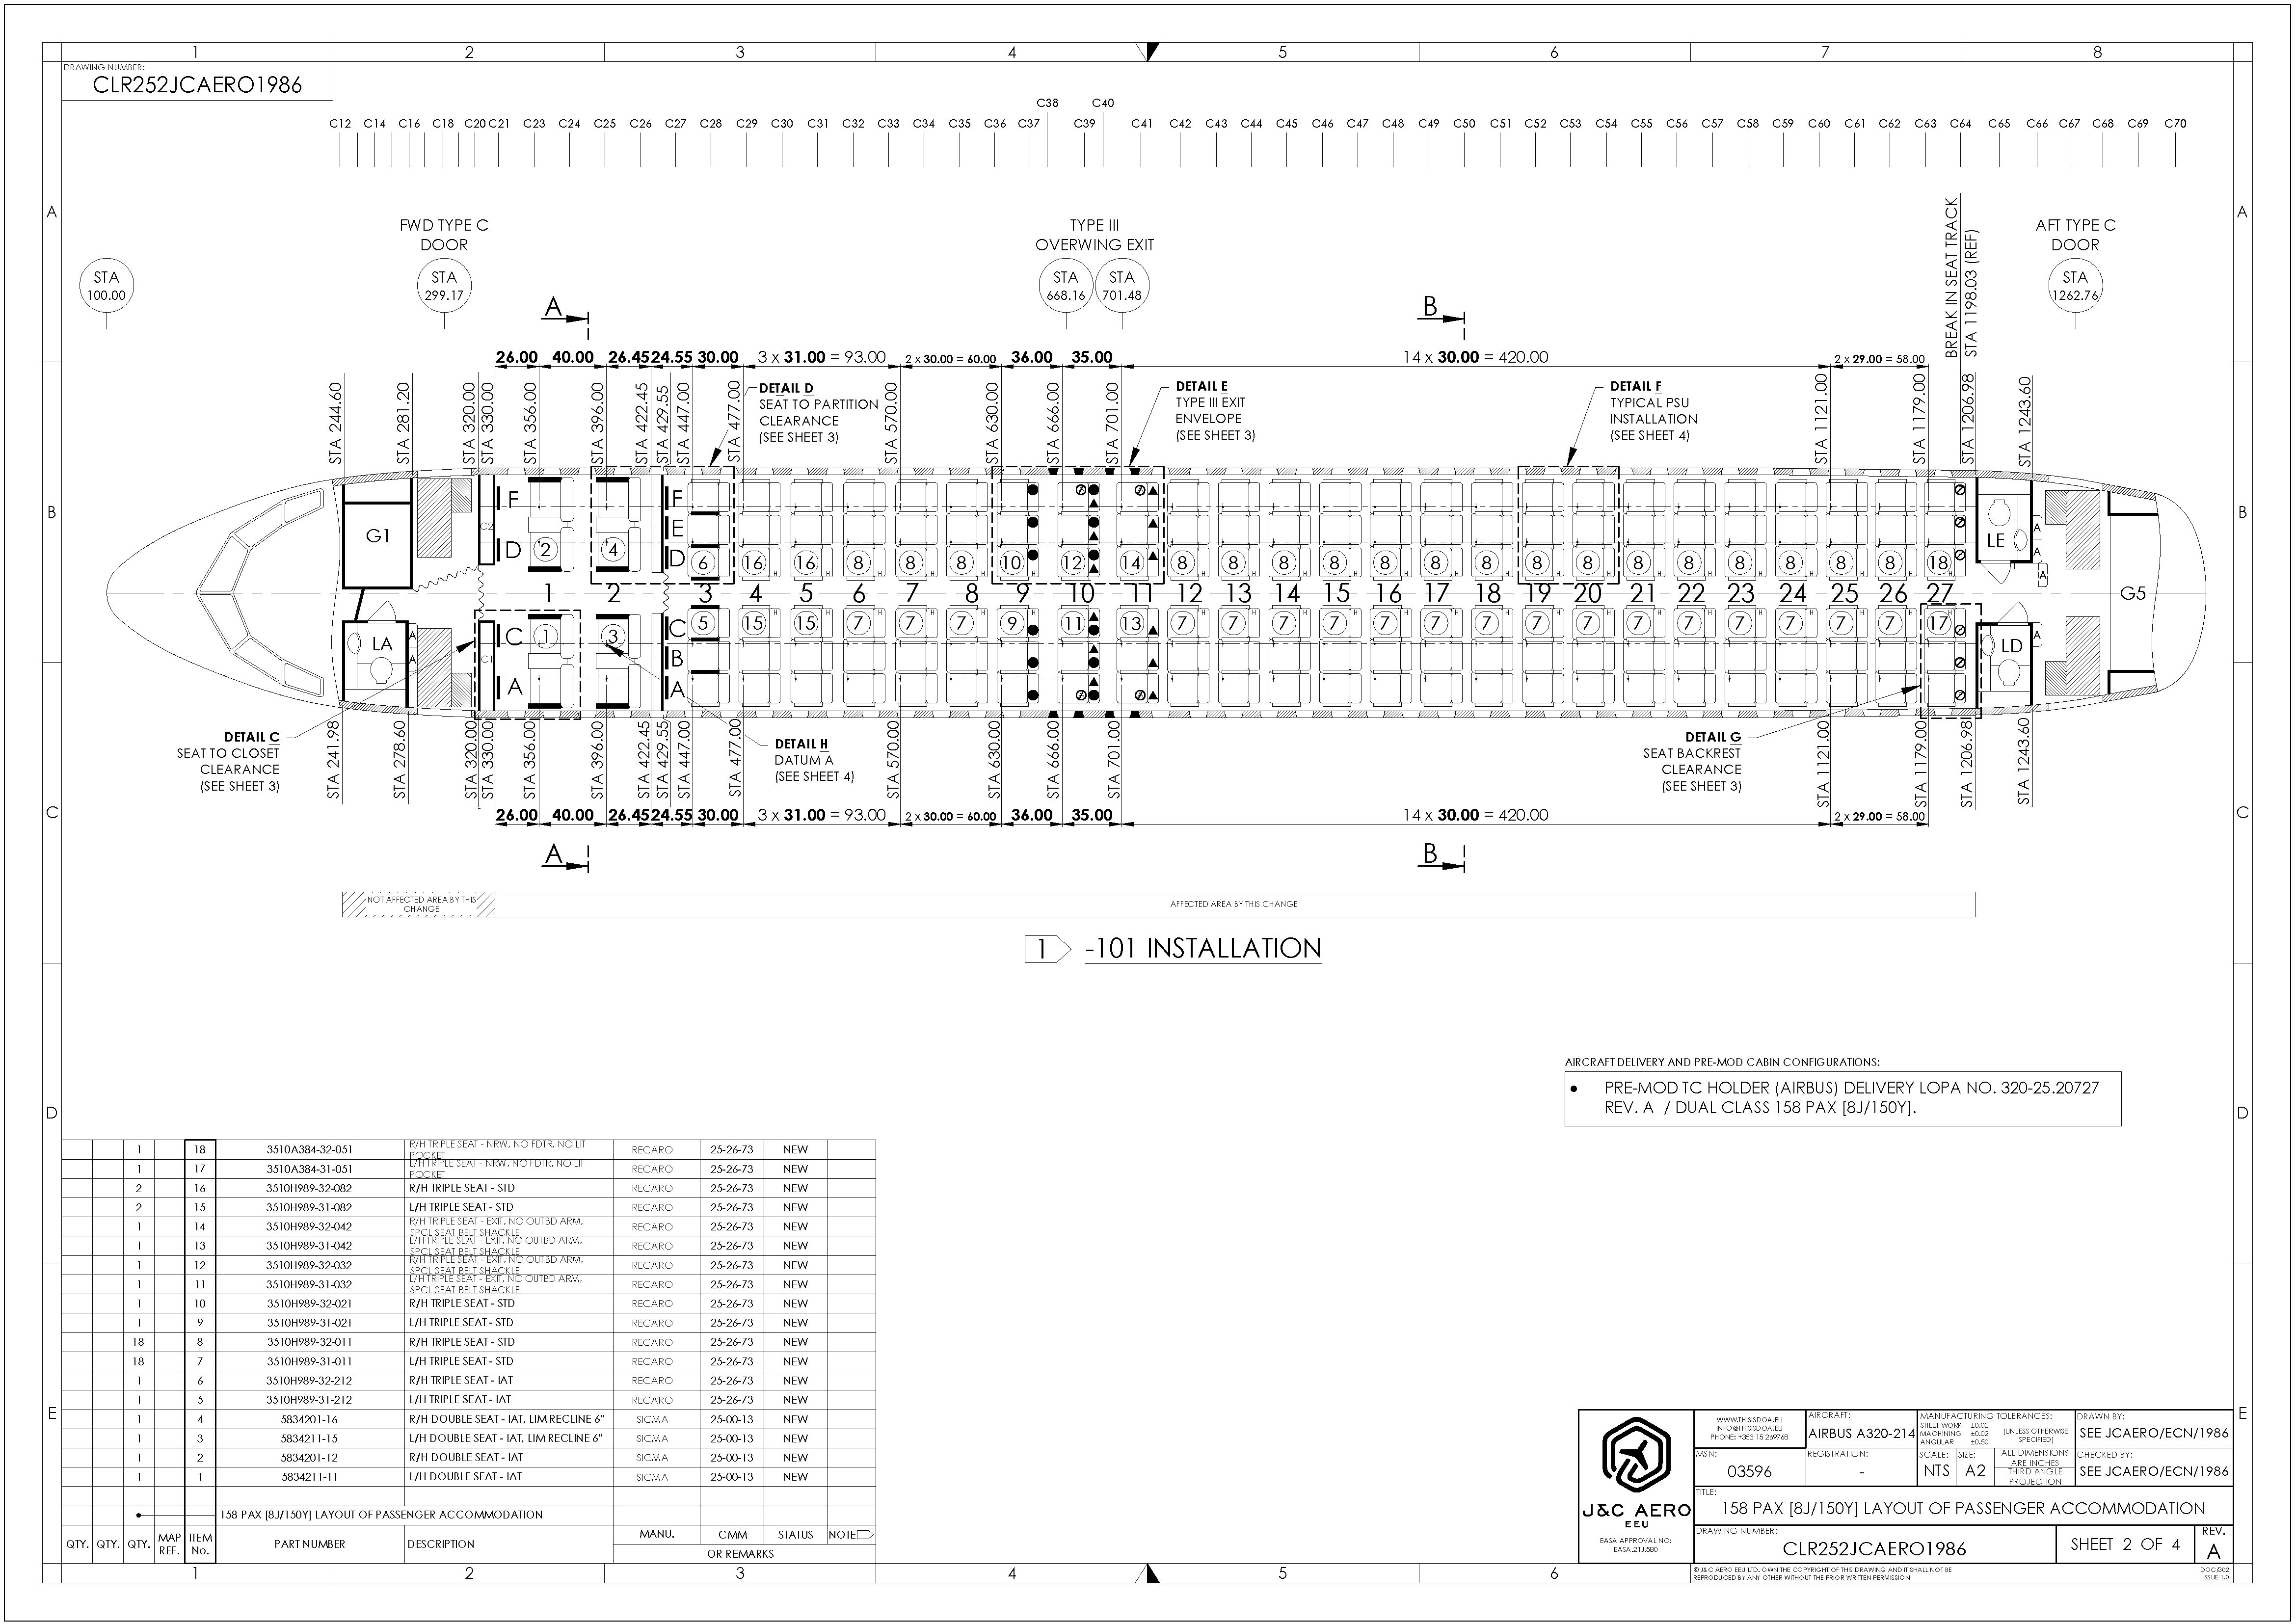 1 2 3 4 5 6 7 8
DRAWING NUMBER:
CLR252JCAERO1986
C38 C40
C12 C14 C16 C18 C20 C21 C23 C24 C25 C26 C27 C28 C29 C30 C31 C32 C33 C34 C35 C36 C37 C39 C41 C42 C43 C44 C45 C46 C47 C48 C49 C50 C51 C52 C53 C54 C55 C56 C57 C58 C59 C60 C61 C62 C63 C64 C65 C66 C67 C68 C69 C70
A A
FWD TYPE C
DOOR
TYPE III
OVERWING EXIT
AFT TYPE C
DOOR
STA
100.00
STA
299.17
STA
668.16
STA
701.48
STA
1262.76
BREAK IN SEAT TRACK
STA 1198.03 (REF)
A B
26.00 40.00 26.45 24.55 30.00 3 x 31.00 = 93.00 2 x 30.00 = 60.00 36.00 35.00 14 x 30.00 = 420.00 2 x 29.00 = 58.00
STA 244.60 STA 281.20 STA 320.00 STA 330.00 STA 356.00 STA 396.00 STA 422.45 STA 429.55 STA 447.00 STA 477.00 STA 570.00 STA 630.00 STA 666.00 STA 701.00 STA 1121.00 STA 1179.00 STA 1206.98 STA 1243.60
DETAIL D
SEAT TO PARTITION
CLEARANCE
(SEE SHEET 3)
DETAIL E
TYPE III EXIT
ENVELOPE
(SEE SHEET 3)
DETAIL F
TYPICAL PSU
INSTALLATION
(SEE SHEET 4)
B B
G1 C2 F D 2 4 F E D 6 16 16 8 8 8 10 12 14 8 8 8 8 8 8 8 8 8 8 8 8 8 8 8 18 LE A A A
1 2 3 4 5 6 7 8 9 10 11 12 13 14 15 16 17 18 19 20 21 22 23 24 25 26 27 G5
LA A A C1 C A 1 3 C B A 5 15 15 7 7 7 9 11 13 7 7 7 7 7 7 7 7 7 7 7 7 7 7 7 17 LD A
DETAIL C
SEAT TO CLOSET
CLEARANCE
(SEE SHEET 3)
DETAIL H
DATUM A
(SEE SHEET 4)
DETAIL G
SEAT BACKREST
CLEARANCE
(SEE SHEET 3)
STA 241.98 STA 278.60 STA 320.00 STA 330.00 STA 356.00 STA 396.00 STA 422.45 STA 429.55 STA 447.00 STA 477.00 STA 570.00 STA 630.00 STA 666.00 STA 701.00 STA 1121.00 STA 1179.00 STA 1206.98 STA 1243.60
C C
26.00 40.00 26.45 24.55 30.00 3 x 31.00 = 93.00 2 x 30.00 = 60.00 36.00 35.00 14 x 30.00 = 420.00 2 x 29.00 = 58.00
A B
NOT AFFECTED AREA BY THIS
CHANGE
AFFECTED AREA BY THIS CHANGE
1 -101 INSTALLATION
AIRCRAFT DELIVERY AND PRE-MOD CABIN CONFIGURATIONS:
● PRE-MOD TC HOLDER (AIRBUS) DELIVERY LOPA NO. 320-25.20727
REV. A / DUAL CLASS 158 PAX [8J/150Y].
D D
1 18 3510A384-32-051 R/H TRIPLE SEAT - NRW, NO FDTR, NO LIT POCKET RECARO 25-26-73 NEW
1 17 3510A384-31-051 L/H TRIPLE SEAT - NRW, NO FDTR, NO LIT POCKET RECARO 25-26-73 NEW
2 16 3510H989-32-082 R/H TRIPLE SEAT - STD RECARO 25-26-73 NEW
2 15 3510H989-31-082 L/H TRIPLE SEAT - STD RECARO 25-26-73 NEW
1 14 3510H989-32-042 R/H TRIPLE SEAT - EXIT, NO OUTBD ARM, SPCL SEAT BELT SHACKLE RECARO 25-26-73 NEW
1 13 3510H989-31-042 L/H TRIPLE SEAT - EXIT, NO OUTBD ARM, SPCL SEAT BELT SHACKLE RECARO 25-26-73 NEW
1 12 3510H989-32-032 R/H TRIPLE SEAT - EXIT, NO OUTBD ARM, SPCL SEAT BELT SHACKLE RECARO 25-26-73 NEW
1 11 3510H989-31-032 L/H TRIPLE SEAT - EXIT, NO OUTBD ARM, SPCL SEAT BELT SHACKLE RECARO 25-26-73 NEW
1 10 3510H989-32-021 R/H TRIPLE SEAT - STD RECARO 25-26-73 NEW
1 9 3510H989-31-021 L/H TRIPLE SEAT - STD RECARO 25-26-73 NEW
18 8 3510H989-32-011 R/H TRIPLE SEAT - STD RECARO 25-26-73 NEW
18 7 3510H989-31-011 L/H TRIPLE SEAT - STD RECARO 25-26-73 NEW
1 6 3510H989-32-212 R/H TRIPLE SEAT - IAT RECARO 25-26-73 NEW
1 5 3510H989-31-212 L/H TRIPLE SEAT - IAT RECARO 25-26-73 NEW
1 4 5834201-16 R/H DOUBLE SEAT - IAT, LIM RECLINE 6" SICMA 25-00-13 NEW
1 3 5834211-15 L/H DOUBLE SEAT - IAT, LIM RECLINE 6" SICMA 25-00-13 NEW
1 2 5834201-12 R/H DOUBLE SEAT - IAT SICMA 25-00-13 NEW
1 1 5834211-11 L/H DOUBLE SEAT - IAT SICMA 25-00-13 NEW
158 PAX [8J/150Y] LAYOUT OF PASSENGER ACCOMMODATION
QTY. QTY. QTY. MAP REF. ITEM No. PART NUMBER DESCRIPTION MANU. CMM STATUS NOTE
OR REMARKS
E E
J&C AERO
EEU
EASA APPROVAL NO:
EASA.21J.580
WWW.THISISDOA.EU
INFO@THISISDOA.EU
PHONE: +353 15 269768
AIRCRAFT:
AIRBUS A320-214
MANUFACTURING TOLERANCES:
SHEET WORK ±0.03
MACHINING ±0.02
ANGULAR ±0.50
(UNLESS OTHERWISE
SPECIFIED)
DRAWN BY:
SEE JCAERO/ECN/1986
MSN:
03596
REGISTRATION:
-
SCALE:
NTS
SIZE:
A2
ALL DIMENSIONS
ARE INCHES
THIRD ANGLE
PROJECTION
CHECKED BY:
SEE JCAERO/ECN/1986
TITLE:
158 PAX [8J/150Y] LAYOUT OF PASSENGER ACCOMMODATION
DRAWING NUMBER:
CLR252JCAERO1986
SHEET 2 OF 4
REV.
A
1 2 3 4 5 6
© J&C AERO EEU LTD. OWN THE COPYRIGHT OF THIS DRAWING AND IT SHALL NOT BE
REPRODUCED BY ANY OTHER WITHOUT THE PRIOR WRITTEN PERMISSION
DOC/302
ISSUE 1.0